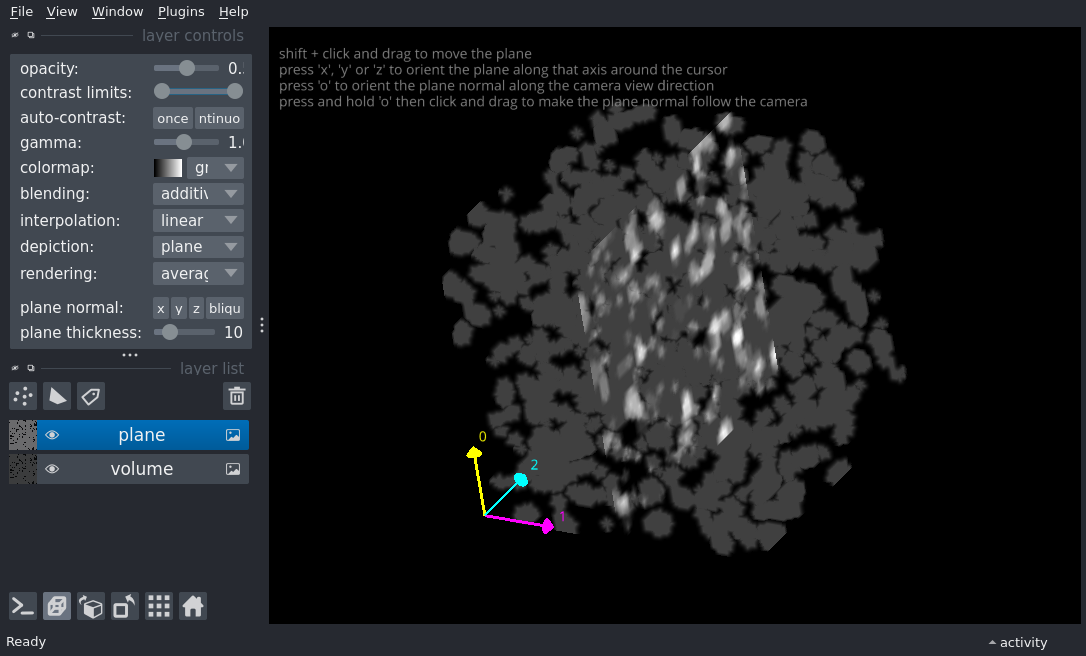 File View Window Plugins Help
layer controls
opacity: 0.
contrast limits:
auto-contrast: once ntinuo
gamma: 1.0
colormap: gr
blending: additiv
interpolation: linear
depiction: plane
rendering: averag
plane normal: x y z bliqu
plane thickness: 10
layer list
plane
volume
Ready
shift + click and drag to move the plane
press 'x', 'y' or 'z' to orient the plane along that axis around the cursor
press 'o' to orient the plane normal along the camera view direction
press and hold 'o' then click and drag to make the plane normal follow the camera
0
2
1
activity